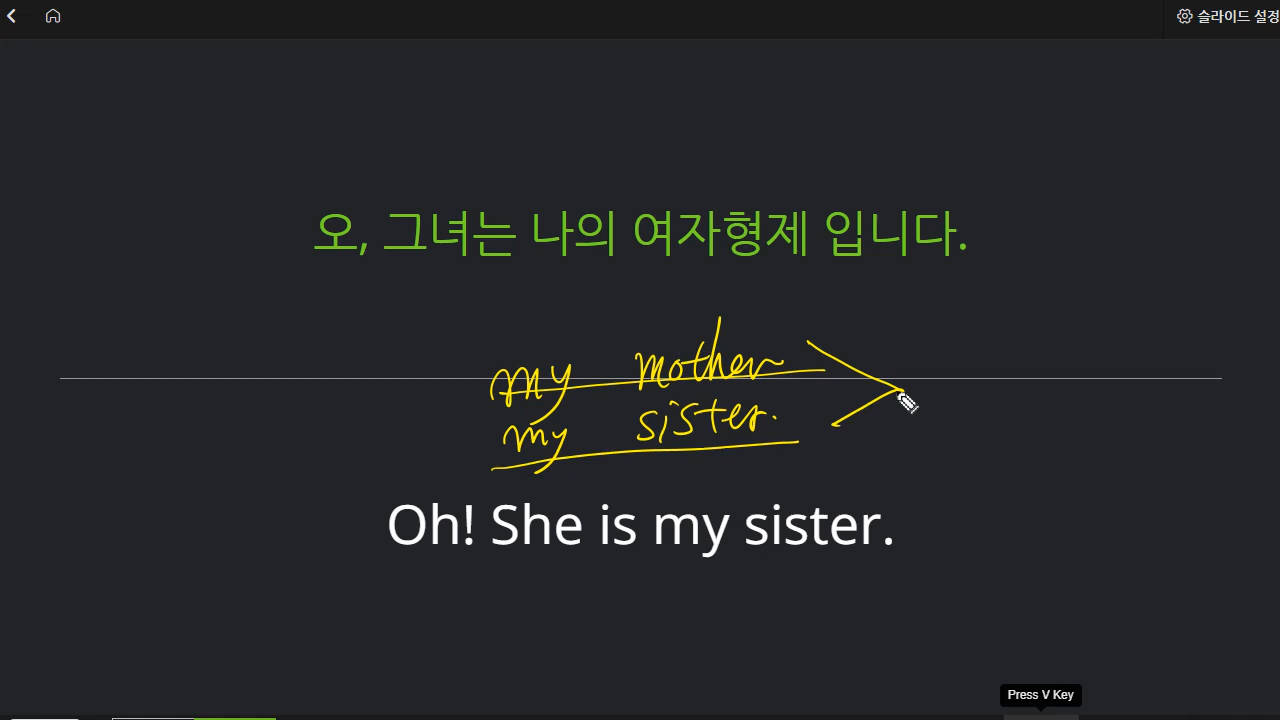 슬라이드 설정
오, 그녀는 나의 여자형제 입니다.
my mother
my sister.
Oh! She is my sister.
Press V Key